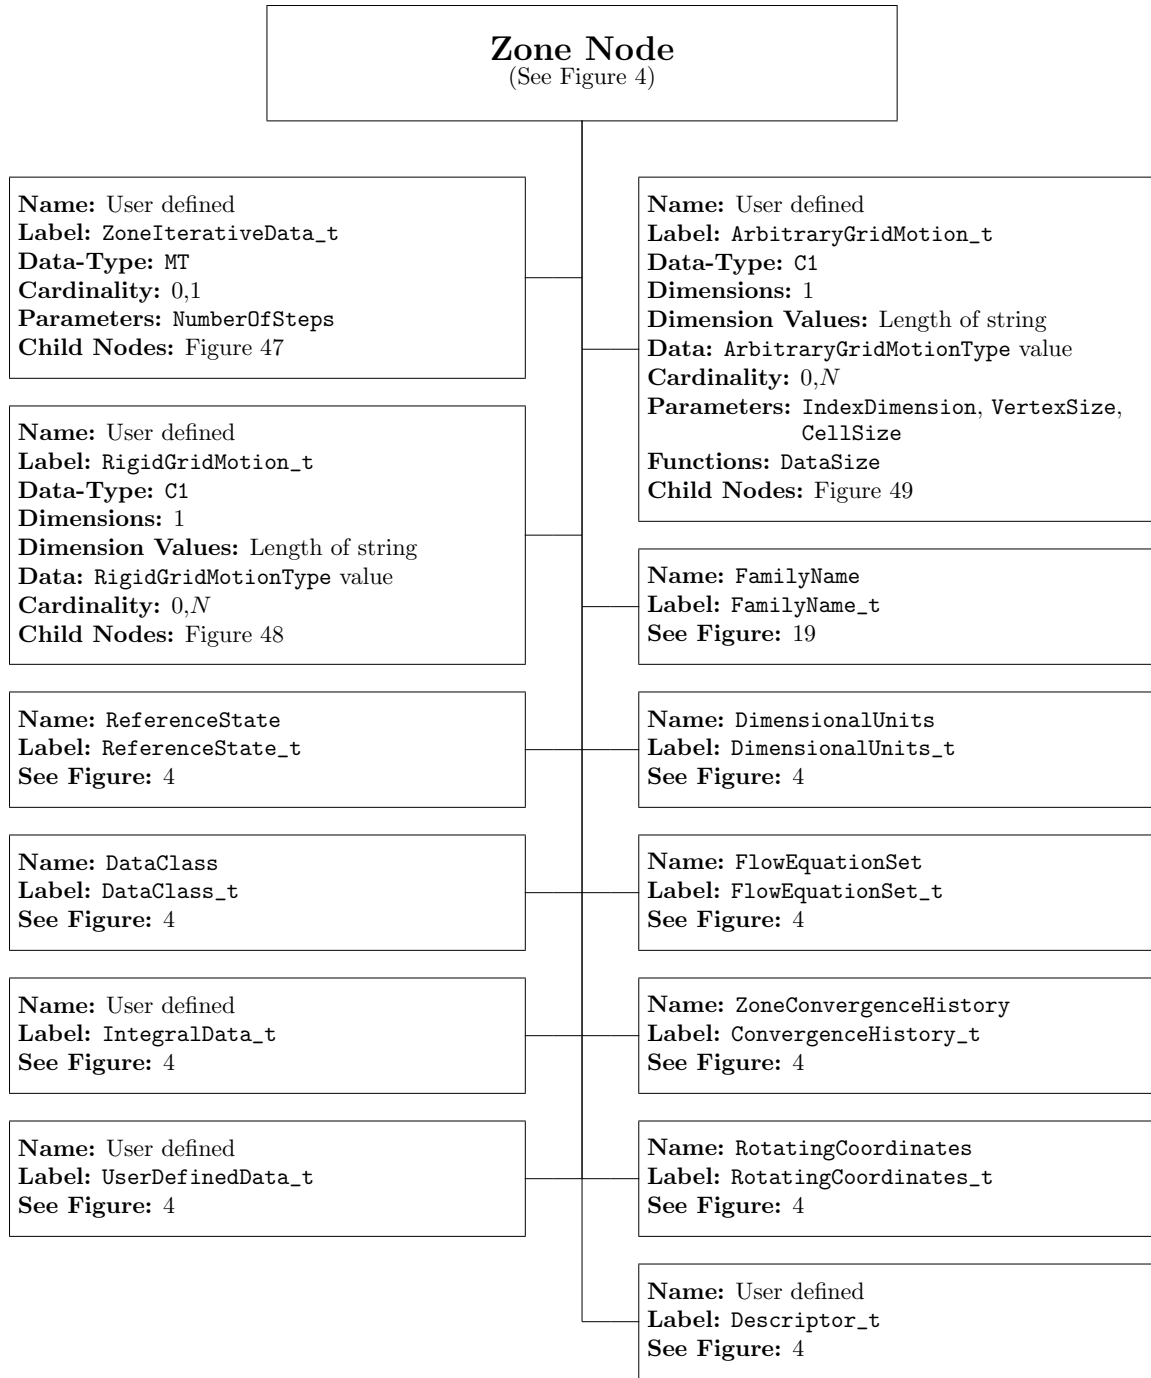 Zone Node
(See Figure 4)
Name: User defined
Label: ZoneIterativeData_t
Data-Type: MT
Cardinality: 0,1
Parameters: NumberOfSteps
Child Nodes: Figure 47
Name: User defined
Label: RigidGridMotion_t
Data-Type: C1
Dimensions: 1
Dimension Values: Length of string
Data: RigidGridMotionType value
Cardinality: 0,N
Child Nodes: Figure 48
Name: ReferenceState
Label: ReferenceState_t
See Figure: 4
Name: DataClass
Label: DataClass_t
See Figure: 4
Name: User defined
Label: IntegralData_t
See Figure: 4
Name: User defined
Label: UserDefinedData_t
See Figure: 4
Name: User defined
Label: ArbitraryGridMotion_t
Data-Type: C1
Dimensions: 1
Dimension Values: Length of string
Data: ArbitraryGridMotionType value
Cardinality: 0,N
Parameters: IndexDimension, VertexSize,
CellSize
Functions: DataSize
Child Nodes: Figure 49
Name: FamilyName
Label: FamilyName_t
See Figure: 19
Name: DimensionalUnits
Label: DimensionalUnits_t
See Figure: 4
Name: FlowEquationSet
Label: FlowEquationSet_t
See Figure: 4
Name: ZoneConvergenceHistory
Label: ConvergenceHistory_t
See Figure: 4
Name: RotatingCoordinates
Label: RotatingCoordinates_t
See Figure: 4
Name: User defined
Label: Descriptor_t
See Figure: 4